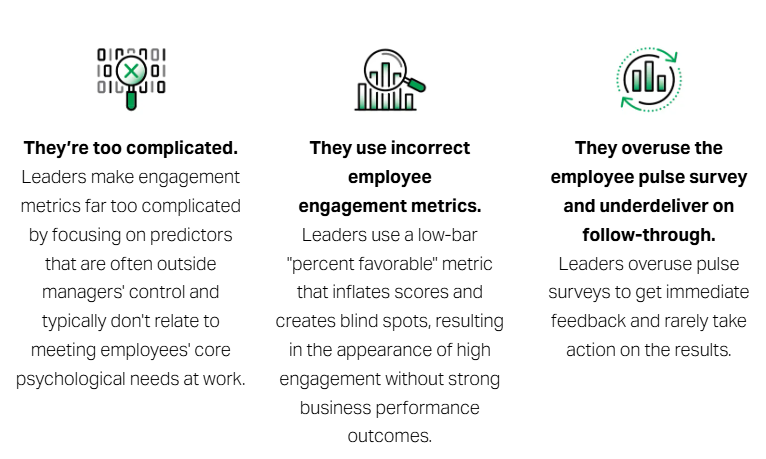 They're too complicated.
Leaders make engagement
metrics far too complicated
by focusing on predictors
that are often outside
managers' control and
typically don't relate to
meeting employees' core
psychological needs at work.
They use incorrect
employee
engagement metrics.
Leaders use a low-bar
"percent favorable" metric
that inflates scores and
creates blind spots, resulting
in the appearance of high
engagement without strong
business performance
outcomes.
They overuse the
employee pulse survey
and underdeliver on
follow-through.
Leaders overuse pulse
surveys to get immediate
feedback and rarely take
action on the results.